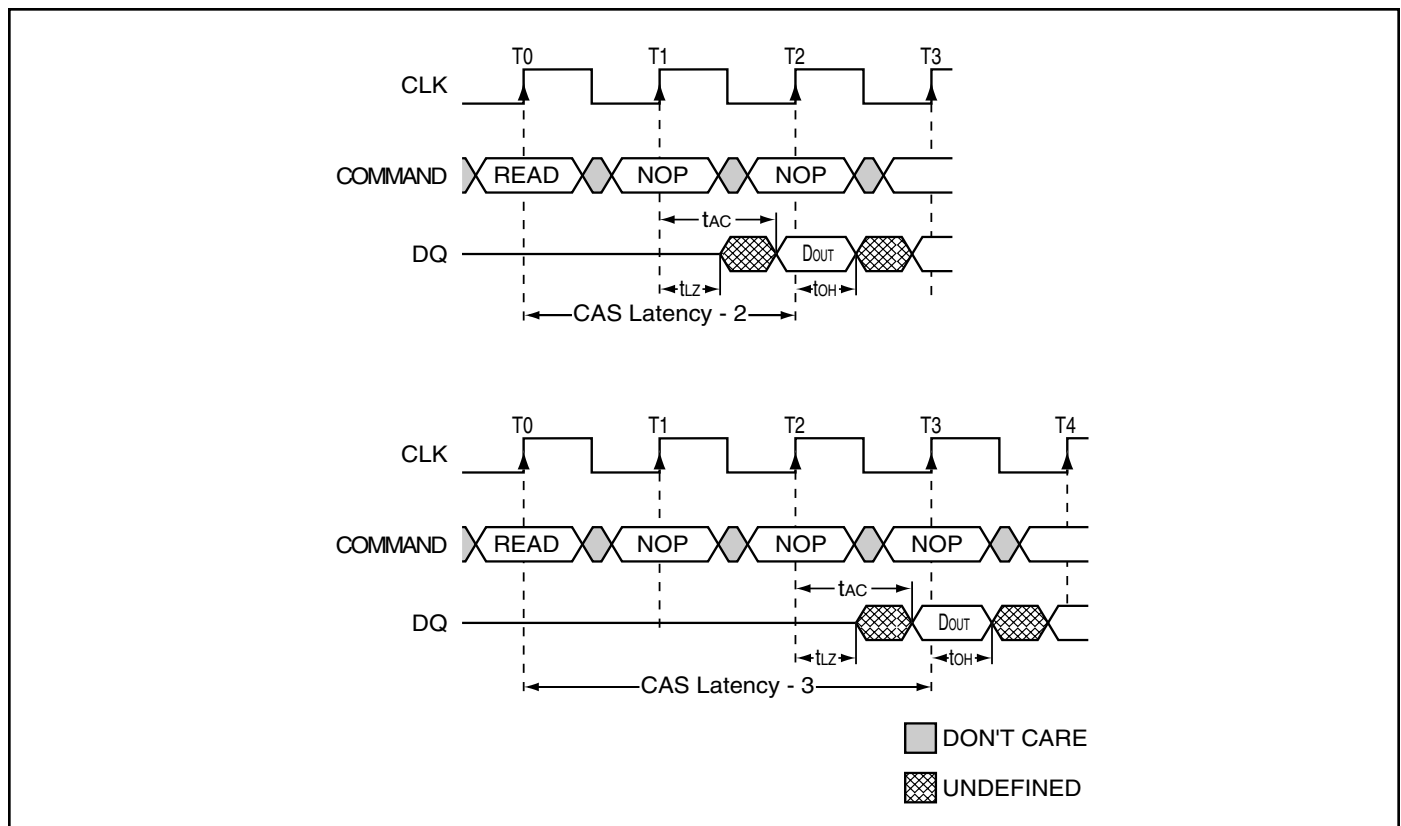 T0 T1 T2 T3
CLK
COMMAND READ NOP NOP
tAC
DQ DOUT
tLZ tOH
CAS Latency - 2
T0 T1 T2 T3 T4
CLK
COMMAND READ NOP NOP NOP
tAC
DQ DOUT
tLZ tOH
CAS Latency - 3
DON'T CARE
UNDEFINED